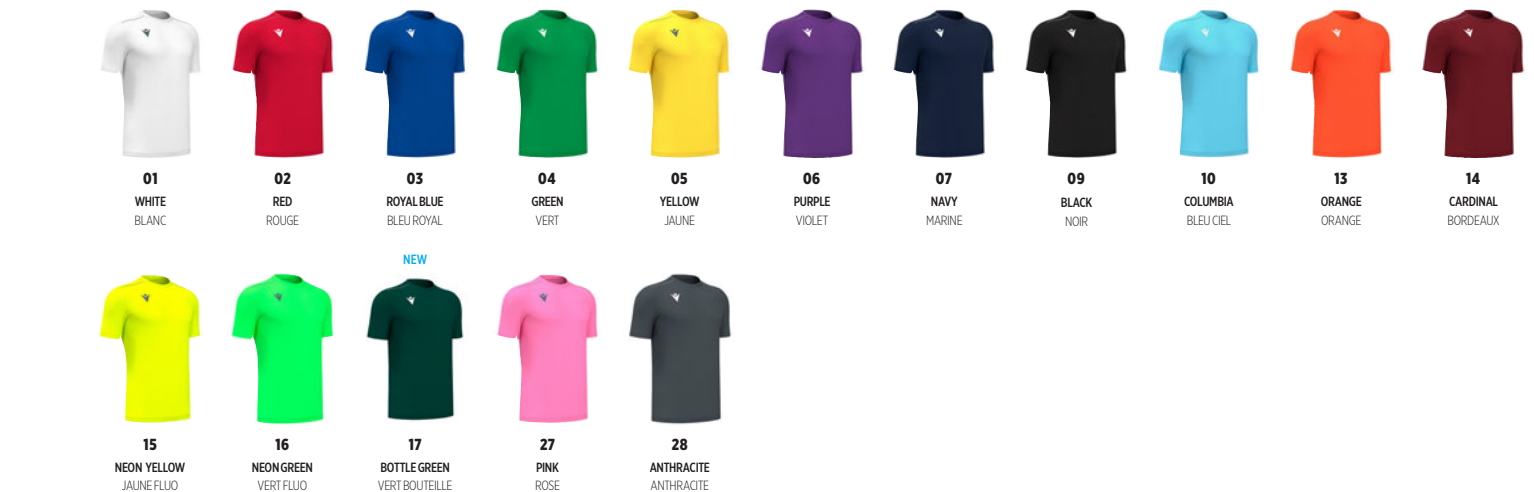 01 02 03 04 05 06 07 09 10 13 14
WHITE RED ROYAL BLUE GREEN YELLOW PURPLE NAVY BLACK COLUMBIA ORANGE CARDINAL
BLANC ROUGE BLEU ROYAL VERT JAUNE VIOLET MARINE NOIR BLEU CIEL ORANGE BORDEAUX
NEW
15 16 17 27 28
NEON YELLOW NEON GREEN BOTTLE GREEN PINK ANTHRACITE
JAUNE FLUO VERT FLUO VERT BOUTEILLE ROSE ANTHRACITE